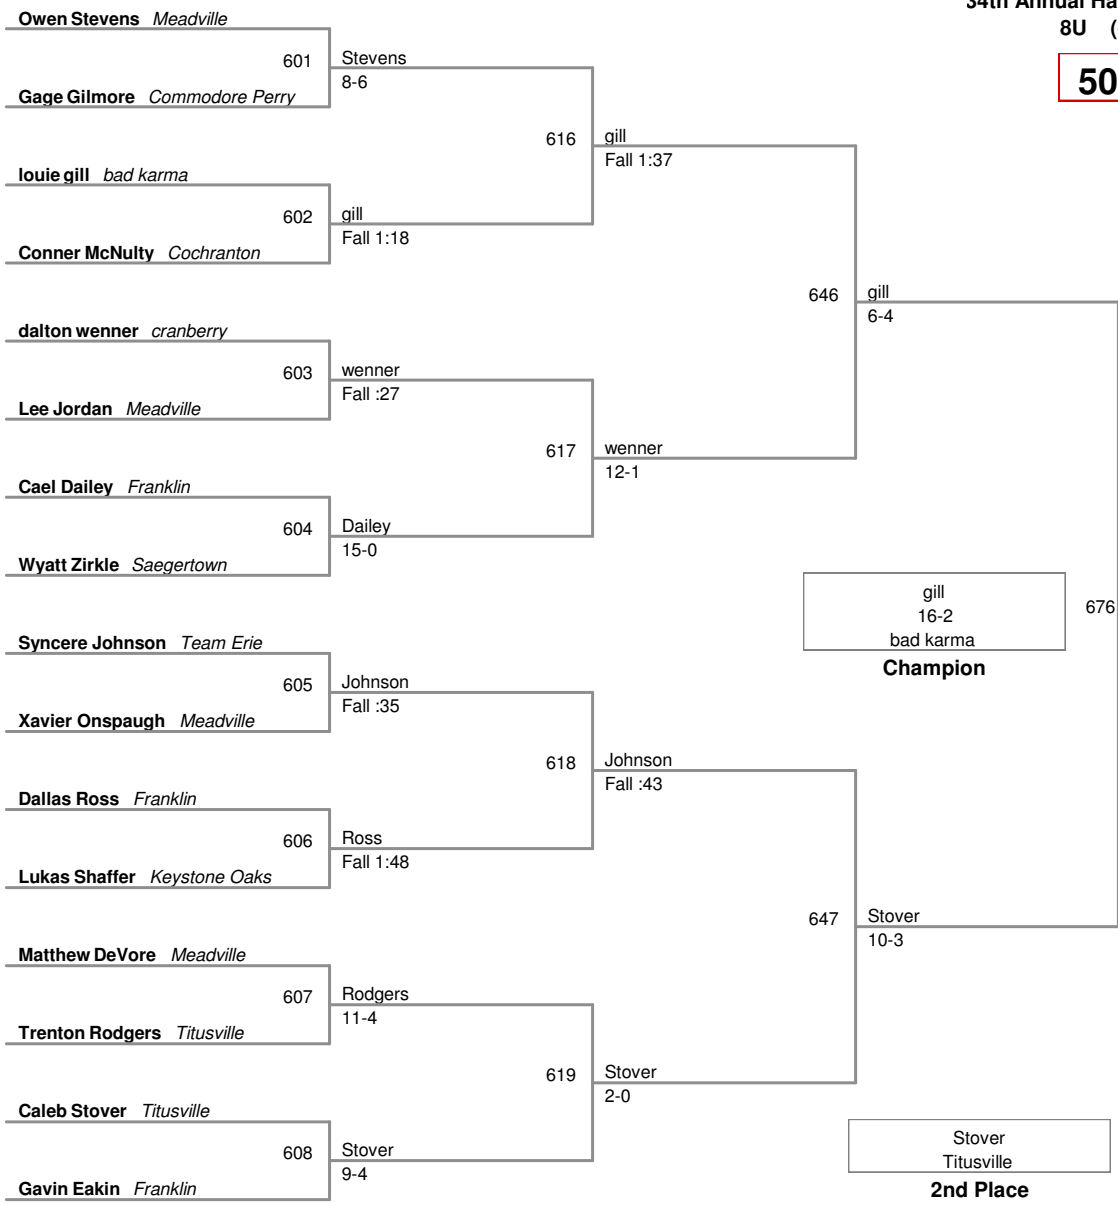 34th Annual Ha
8U (
50
Owen Stevens Meadville
601 Stevens
8-6
Gage Gilmore Commodore Perry
616 gill
Fall 1:37
louie gill bad karma
602 gill
Fall 1:18
Conner McNulty Cochranton
646 gill
6-4
dalton wenner cranberry
603 wenner
Fall :27
Lee Jordan Meadville
617 wenner
12-1
Cael Dailey Franklin
604 Dailey
15-0
Wyatt Zirkle Saegertown
gill
16-2
bad karma
676
Champion
Syncere Johnson Team Erie
605 Johnson
Fall :35
Xavier Onspaugh Meadville
618 Johnson
Fall :43
Dallas Ross Franklin
606 Ross
Fall 1:48
Lukas Shaffer Keystone Oaks
647 Stover
10-3
Matthew DeVore Meadville
607 Rodgers
11-4
Trenton Rodgers Titusville
619 Stover
2-0
Caleb Stover Titusville
608 Stover
9-4
Gavin Eakin Franklin
Stover
Titusville
2nd Place